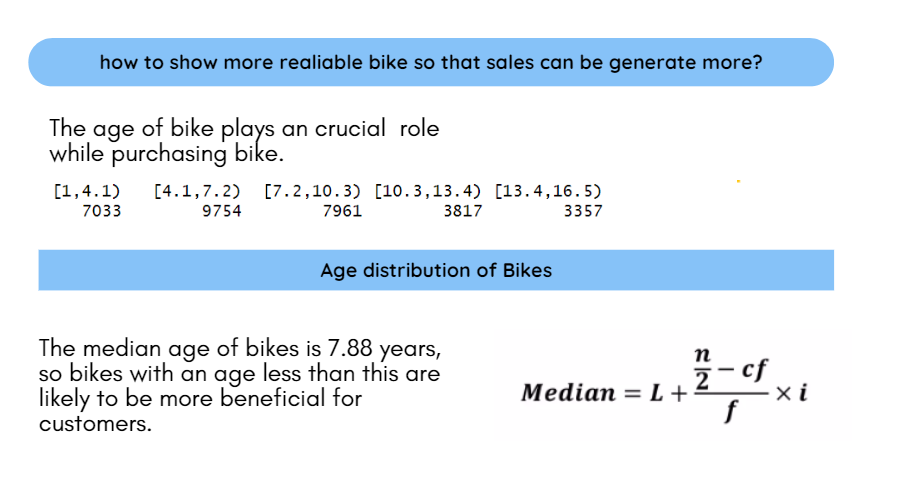 how to show more realiable bike so that sales can be generate more?
The age of bike plays an crucial role
while purchasing bike.
[1,4.1) [4.1,7.2) [7.2,10.3) [10.3,13.4) [13.4,16.5)
7033 9754 7961 3817 3357
Age distribution of Bikes
The median age of bikes is 7.88 years,
so bikes with an age less than this are
likely to be more beneficial for
customers.
Median = L + (n/2 − cf)/f × i